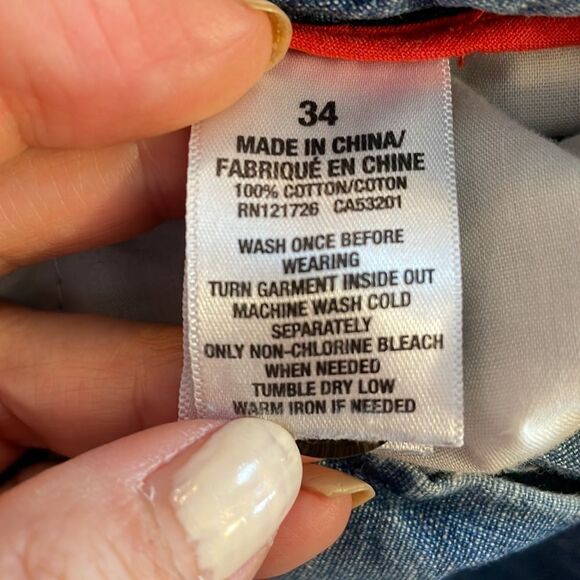 34
MADE IN CHINA/
FABRIQUÉ EN CHINE
100% COTTON/COTON
RN121726 CA53201
WASH ONCE BEFORE
WEARING
TURN GARMENT INSIDE OUT
MACHINE WASH COLD
SEPARATELY
ONLY NON-CHLORINE BLEACH
WHEN NEEDED
TUMBLE DRY LOW
WARM IRON IF NEEDED